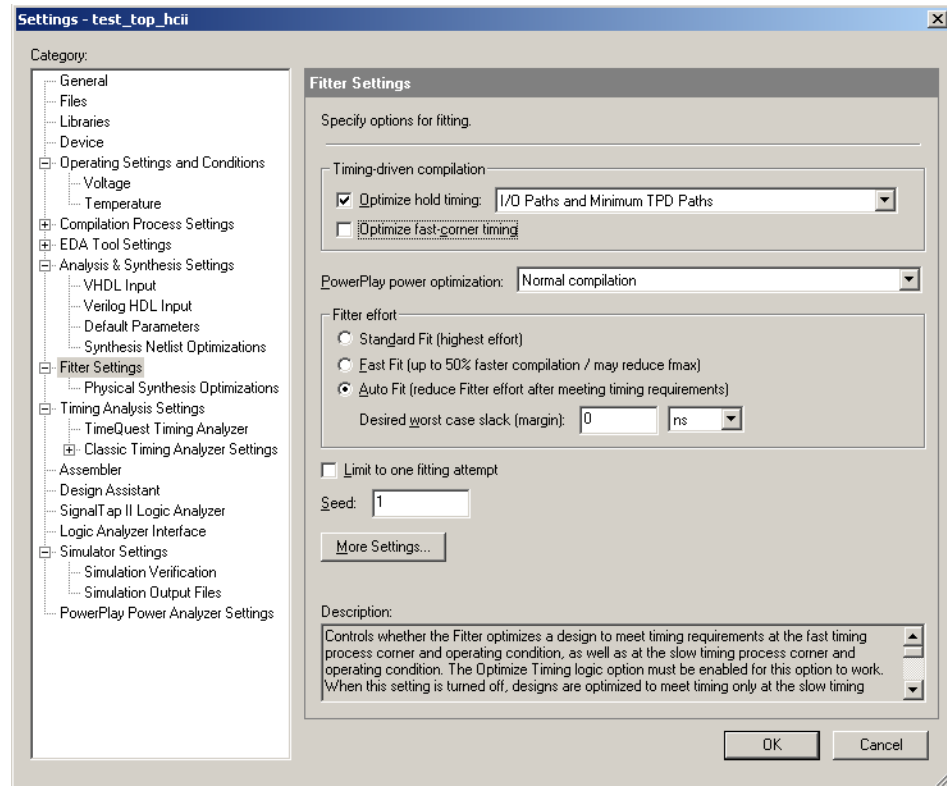 Settings - test_top_hcii
Category:
General
Files
Libraries
Device
Operating Settings and Conditions
Voltage
Temperature
Compilation Process Settings
EDA Tool Settings
Analysis & Synthesis Settings
VHDL Input
Verilog HDL Input
Default Parameters
Synthesis Netlist Optimizations
Fitter Settings
Physical Synthesis Optimizations
Timing Analysis Settings
TimeQuest Timing Analyzer
Classic Timing Analyzer Settings
Assembler
Design Assistant
SignalTap II Logic Analyzer
Logic Analyzer Interface
Simulator Settings
Simulation Verification
Simulation Output Files
PowerPlay Power Analyzer Settings
Fitter Settings
Specify options for fitting.
Timing-driven compilation
Optimize hold timing: I/O Paths and Minimum TPD Paths
Optimize fast-corner timing
PowerPlay power optimization: Normal compilation
Fitter effort
Standard Fit (highest effort)
Fast Fit (up to 50% faster compilation / may reduce fmax)
Auto Fit (reduce Fitter effort after meeting timing requirements)
Desired worst case slack (margin): 0 ns
Limit to one fitting attempt
Seed: 1
More Settings...
Description:
Controls whether the Fitter optimizes a design to meet timing requirements at the fast timing
process corner and operating condition, as well as at the slow timing process corner and
operating condition. The Optimize Timing logic option must be enabled for this option to work.
When this setting is turned off, designs are optimized to meet timing only at the slow timing
OK Cancel